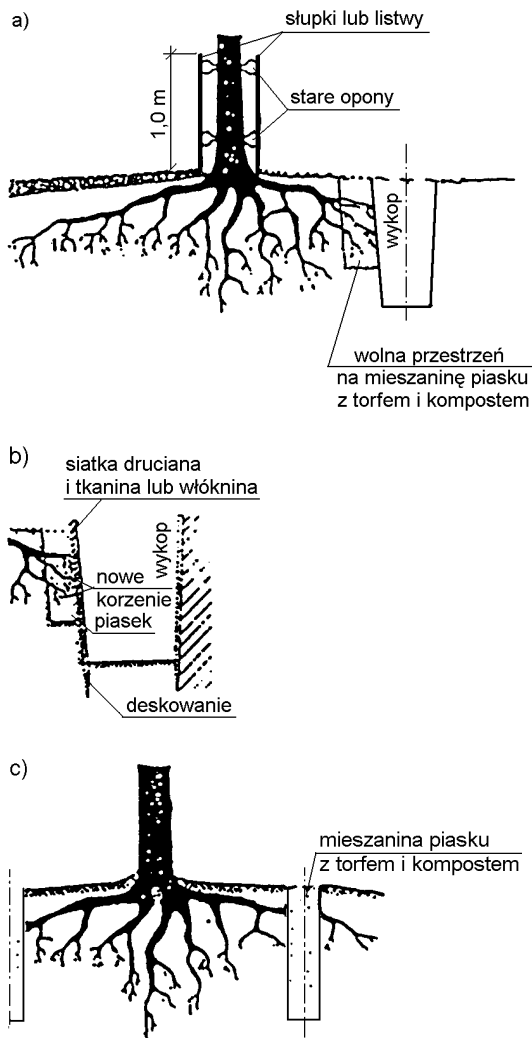 a)
słupki lub listwy
stare opony
1,0 m
wykop
wolna przestrzeń
na mieszaninę piasku
z torfem i kompostem
b)
siatka druciana
i tkanina lub włóknina
wykop
nowe
korzenie
piasek
deskowanie
c)
mieszanina piasku
z torfem i kompostem